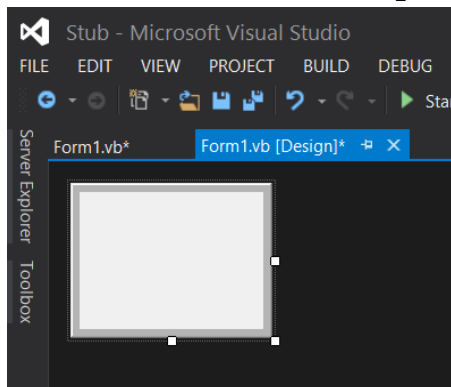 Stub - Microsoft Visual Studio
FILE EDIT VIEW PROJECT BUILD DEBUG
Form1.vb* Form1.vb [Design]*
Server Explorer
Toolbox